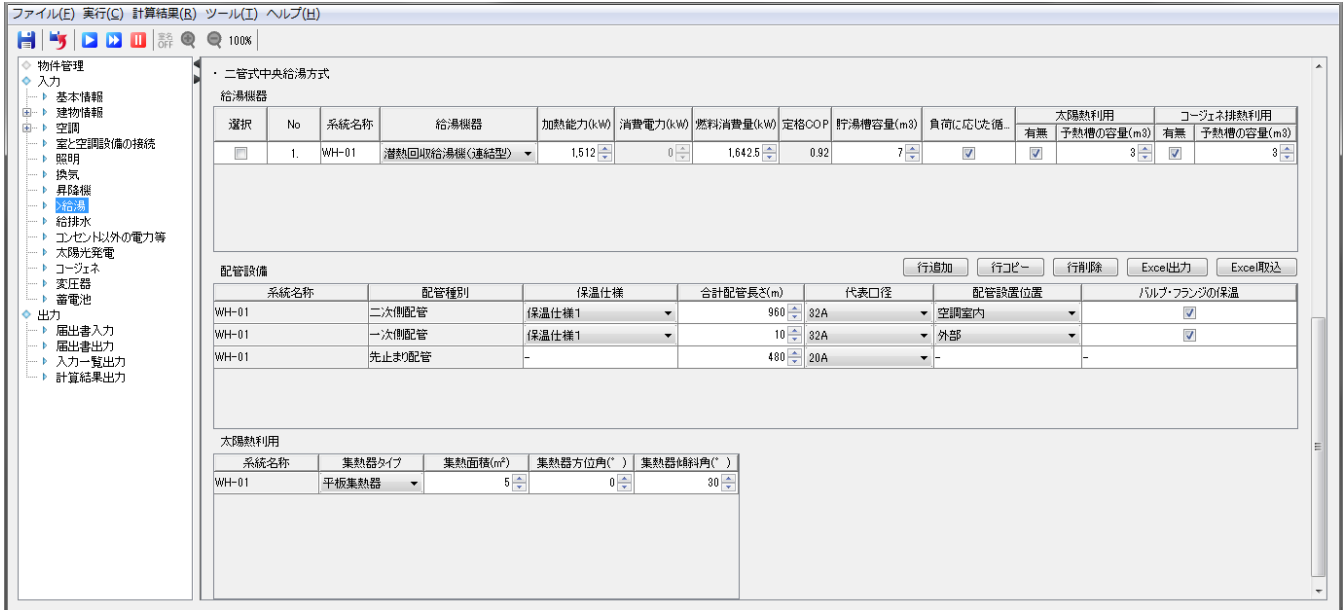 ファイル(F) 実行(C) 計算結果(R) ツール(T) ヘルプ(H)
室名 OFF 100%
物件管理
入力
基本情報
建物情報
空調
室と空調設備の接続
照明
換気
昇降機
>給湯
給排水
コンセント以外の電力等
太陽光発電
コージェネ
変圧器
蓄電池
出力
届出書入力
届出書出力
入力一覧出力
計算結果出力
・ 二管式中央給湯方式
給湯機器
選択 No 系統名称 給湯機器 加熱能力(kW) 消費電力(kW) 燃料消費量(kW) 定格COP 貯湯槽容量(m3) 負荷に応じた循... 太陽熱利用 コージェネ排熱利用
有無 予熱槽の容量(m3) 有無 予熱槽の容量(m3)
1. WH-01 潜熱回収給湯機(連結型) 1,512 0 1,642.5 0.92 7 3 3
配管設備 行追加 行コピー 行削除 Excel出力 Excel取込
系統名称 配管種別 保温仕様 合計配管長さ(m) 代表口径 配管設置位置 バルブ・フランジの保温
WH-01 二次側配管 保温仕様1 960 32A 空調室内
WH-01 一次側配管 保温仕様1 10 32A 外部
WH-01 先止まり配管 - 480 20A - -
太陽熱利用
系統名称 集熱器タイプ 集熱面積(m²) 集熱器方位角(°) 集熱器傾斜角(°)
WH-01 平板集熱器 5 0 30